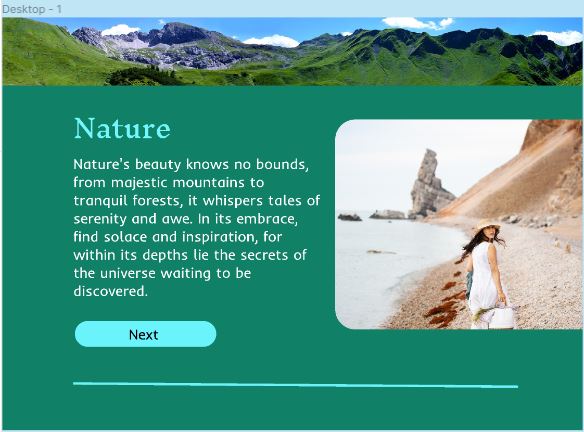 Desktop - 1
Nature
Nature's beauty knows no bounds,
from majestic mountains to
tranquil forests, it whispers tales of
serenity and awe. In its embrace,
find solace and inspiration, for
within its depths lie the secrets of
the universe waiting to be
discovered.
Next